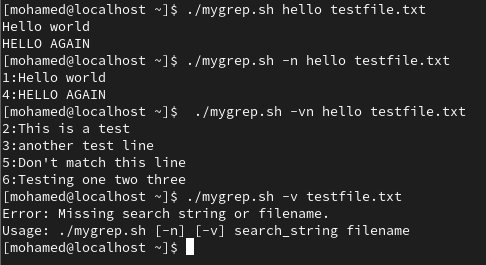 [mohamed@localhost ~]$ ./mygrep.sh hello testfile.txt
Hello world
HELLO AGAIN
[mohamed@localhost ~]$ ./mygrep.sh -n hello testfile.txt
1:Hello world
4:HELLO AGAIN
[mohamed@localhost ~]$  ./mygrep.sh -vn hello testfile.txt
2:This is a test
3:another test line
5:Don't match this line
6:Testing one two three
[mohamed@localhost ~]$ ./mygrep.sh -v testfile.txt
Error: Missing search string or filename.
Usage: ./mygrep.sh [-n] [-v] search_string filename
[mohamed@localhost ~]$